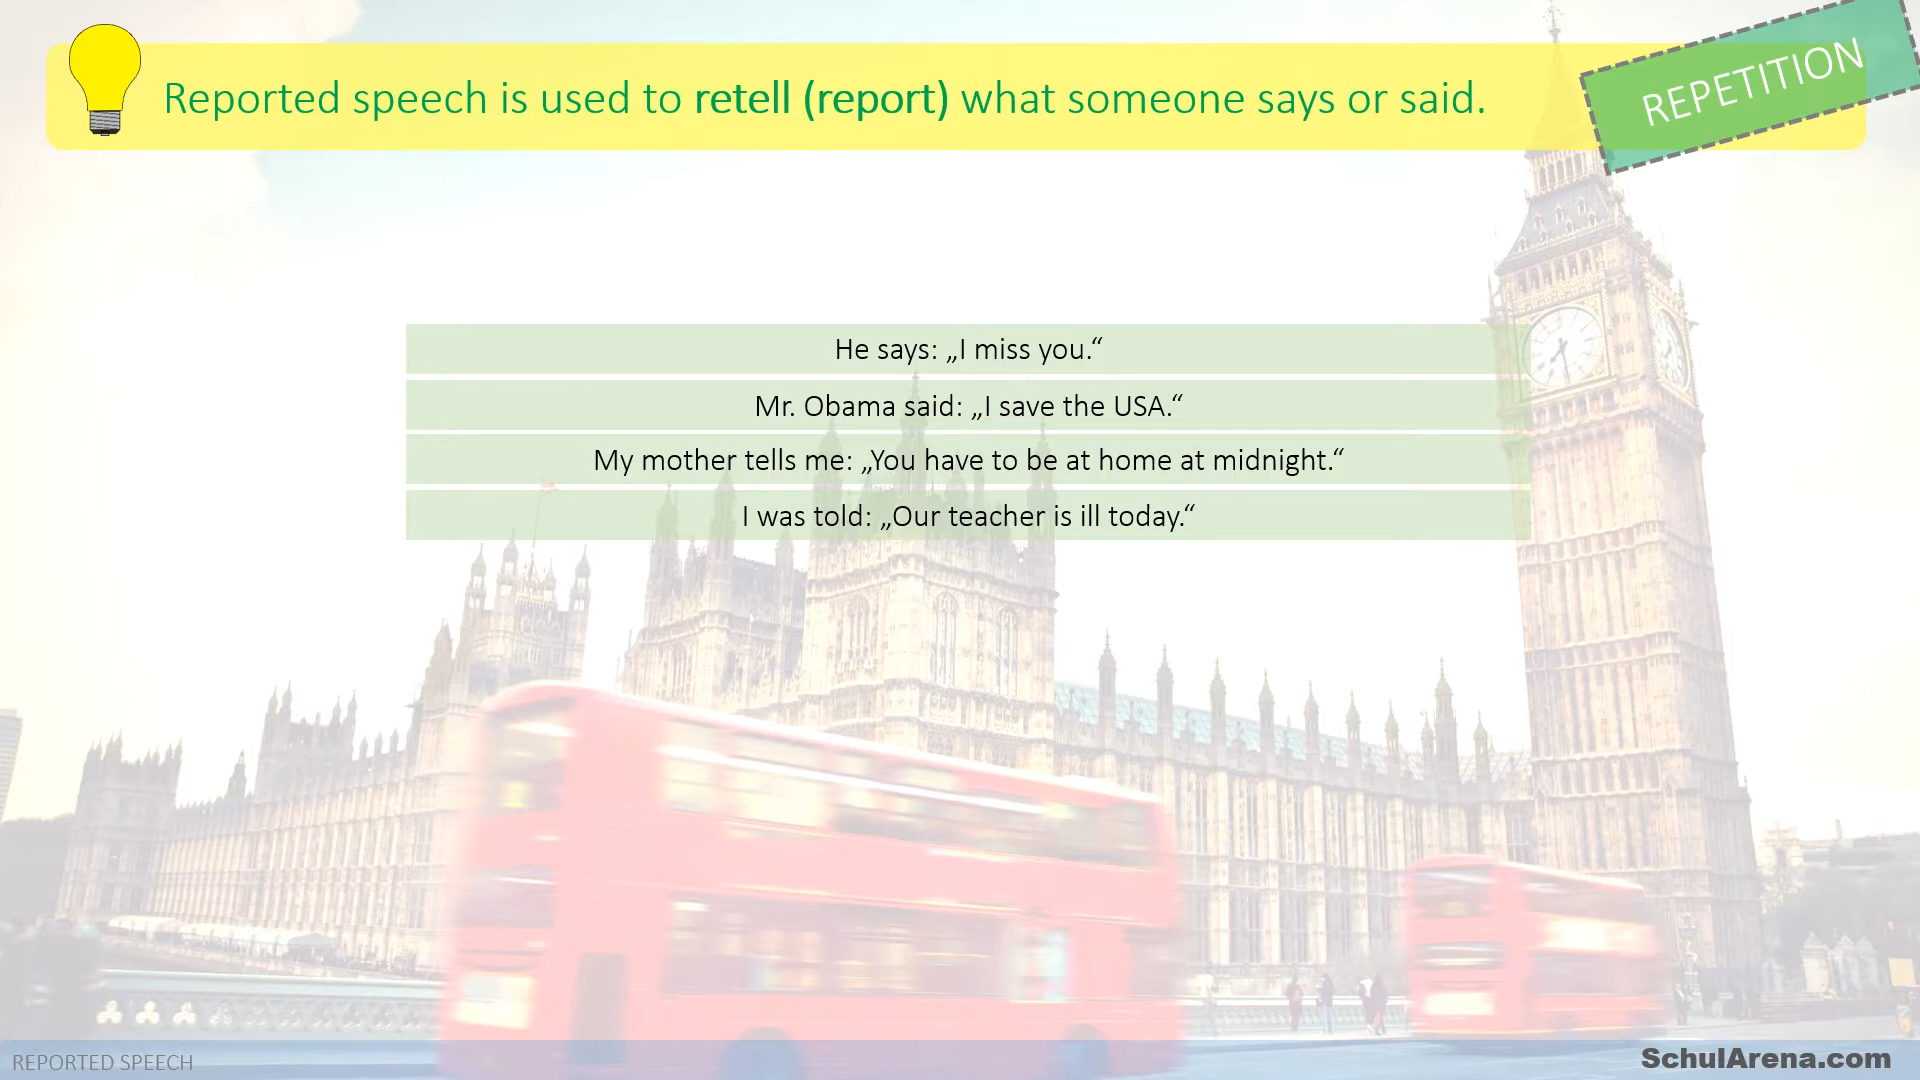 Reported speech is used to retell (report) what someone says or said.
REPETITION
He says: „I miss you.“
Mr. Obama said: „I save the USA.“
My mother tells me: „You have to be at home at midnight.“
I was told: „Our teacher is ill today.“
REPORTED SPEECH
SchulArena.com